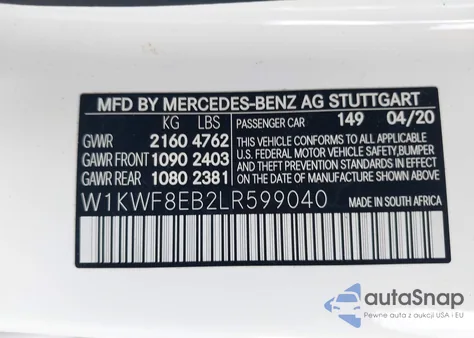 MFD BY MERCEDES-BENZ AG STUTTGART
KG LBS PASSENGER CAR 149 04/20
GVWR 2160 4762
GAWR FRONT 1090 2403
GAWR REAR 1080 2381
THIS VEHICLE CONFORMS TO ALL APPLICABLE
U.S. FEDERAL MOTOR VEHICLE SAFETY, BUMPER
AND THEFT PREVENTION STANDARDS IN EFFECT
ON THE DATE OF MANUFACTURE SHOWN ABOVE.
W1KWF8EB2LR599040 MADE IN SOUTH AFRICA
autaSnap
Pewne auta z USA i EU